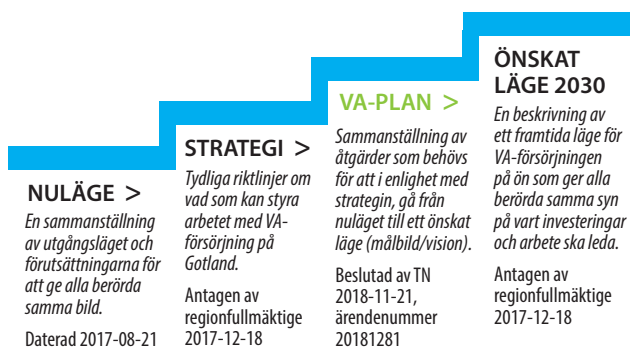 NULÄGE >
En sammanställning
av utgångsläget och
förutsättningarna för
att ge alla berörda
samma bild.
Daterad 2017-08-21
STRATEGI >
Tydliga riktlinjer om
vad som kan styra
arbetet med VA-
försörjning på
Gotland.
Antagen av
regionfullmäktige
2017-12-18
VA-PLAN >
Sammanställning av
åtgärder som behövs
för att i enlighet med
strategin, gå från
nuläget till ett önskat
läge (målbild/vision).
Beslutad av TN
2018-11-21,
ärendenummer
20181281
ÖNSKAT
LÄGE 2030
En beskrivning av
ett framtida läge för
VA-försörjningen
på ön som ger alla
berörda samma syn
på vart investeringar
och arbete ska leda.
Antagen av
regionfullmäktige
2017-12-18